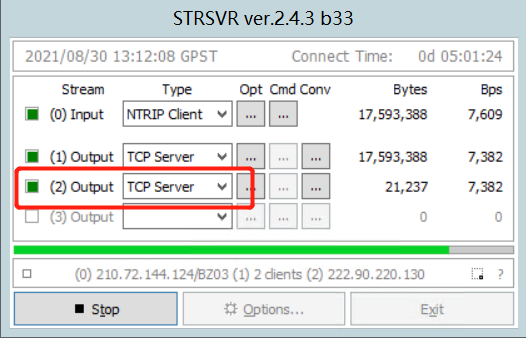 STRSVR ver.2.4.3 b33
2021/08/30 13:12:08 GPST Connect Time: 0d 05:01:24
Stream Type Opt Cmd Conv Bytes Bps
(0) Input NTRIP Client ... ... 17,593,388 7,609
(1) Output TCP Server ... ... ... 17,593,388 7,382
(2) Output TCP Server ... ... ... 21,237 7,382
(3) Output ... ... ... 0 0
(0) 210.72.144.124/BZ03 (1) 2 clients (2) 222.90.220.130 ?
Stop Options... Exit